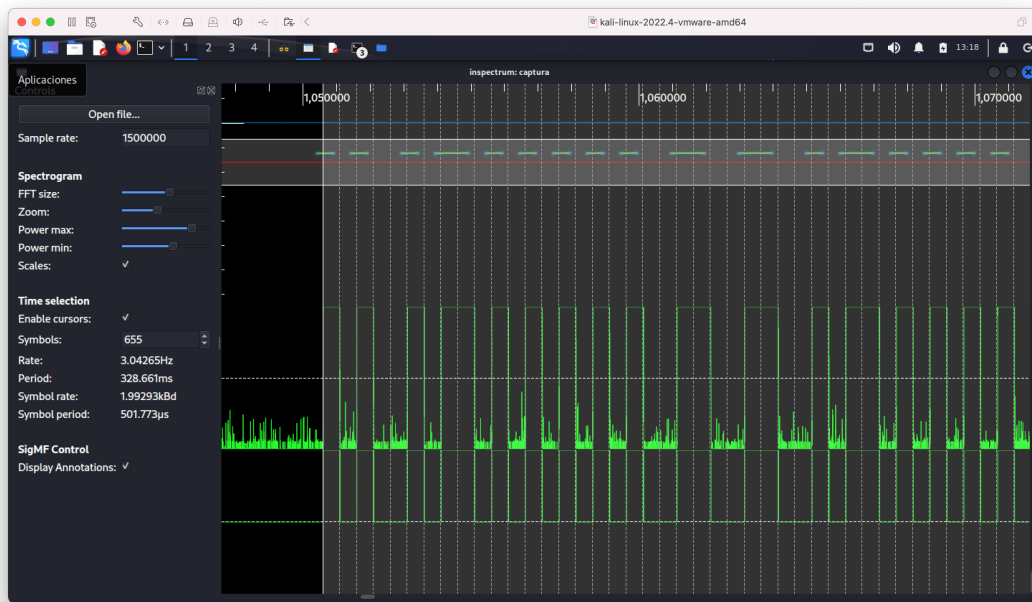 kali-linux-2022.4-vmware-amd64
1 2 3 4
3
13:18
Aplicaciones
inspectrum: captura
Controls
Open file...
Sample rate: 1500000
Spectrogram
FFT size:
Zoom:
Power max:
Power min:
Scales:
Time selection
Enable cursors:
Symbols: 655
Rate: 3.04265Hz
Period: 328.661ms
Symbol rate: 1.99293kBd
Symbol period: 501.773µs
SigMF Control
Display Annotations:
1,050000 1,060000 1,070000